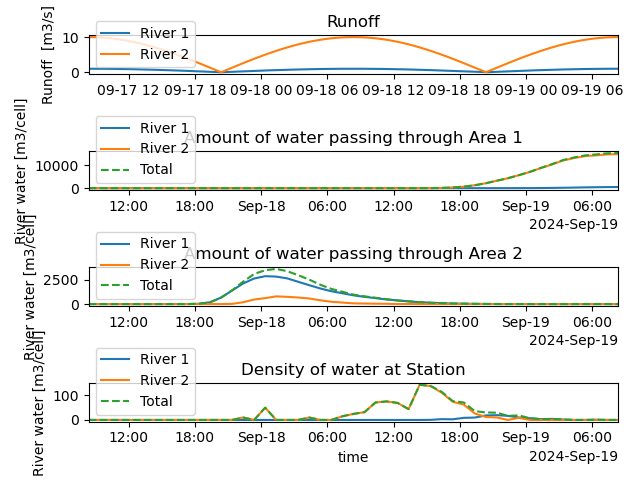 Runoff
Runoff [m3/s]
10
0
River 1
River 2
09-17 12 09-17 18 09-18 00 09-18 06 09-18 12 09-18 18 09-19 00 09-19 06
Amount of water passing through Area 1
River water [m3/cell]
10000
0
River 1
River 2
Total
12:00 18:00 Sep-18 06:00 12:00 18:00 Sep-19 06:00
2024-Sep-19
Amount of water passing through Area 2
River water [m3/cell]
2500
0
River 1
River 2
Total
12:00 18:00 Sep-18 06:00 12:00 18:00 Sep-19 06:00
2024-Sep-19
Density of water at Station
River water [m3/cell]
100
0
River 1
River 2
Total
12:00 18:00 Sep-18 06:00 12:00 18:00 Sep-19 06:00
time
2024-Sep-19